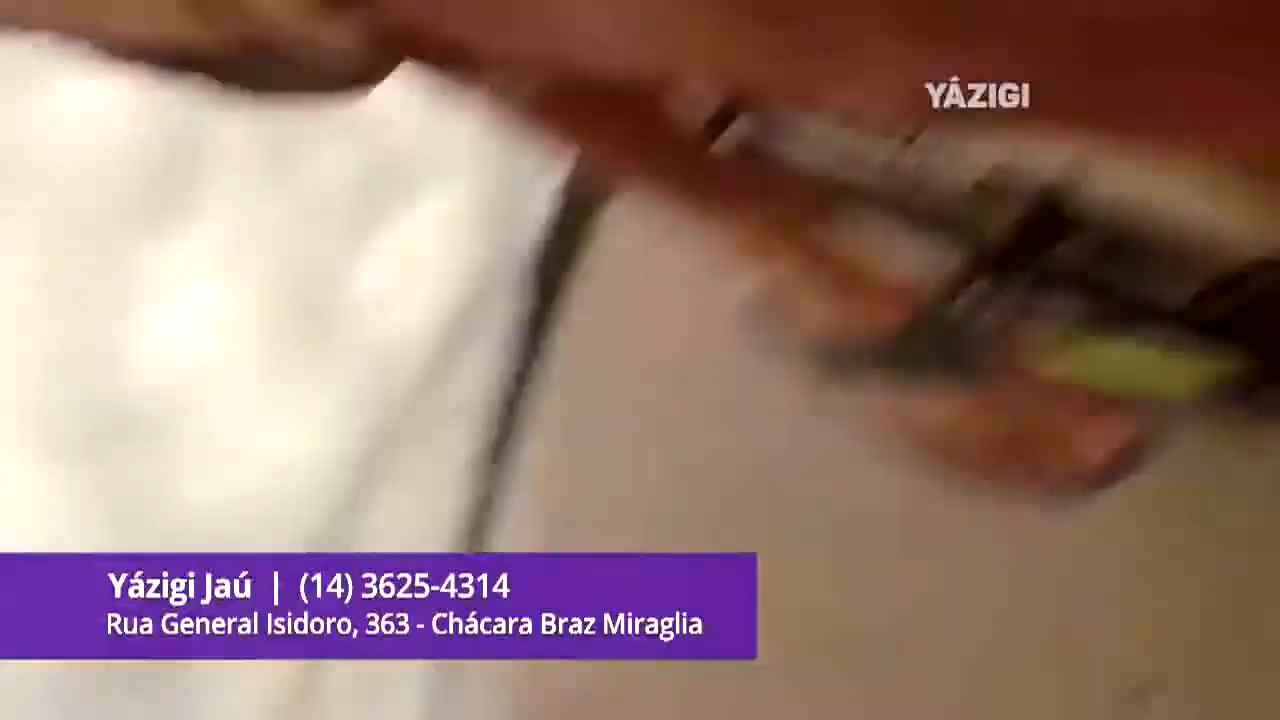 YÁZIGI
Yázigi Jaú | (14) 3625-4314
Rua General Isidoro, 363 - Chácara Braz Miraglia